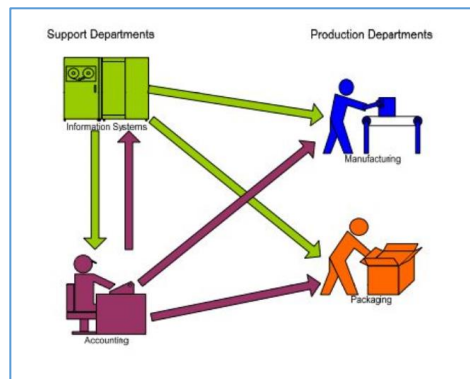 Support Departments
Production Departments
Information Systems
Manufacturing
Accounting
Packaging